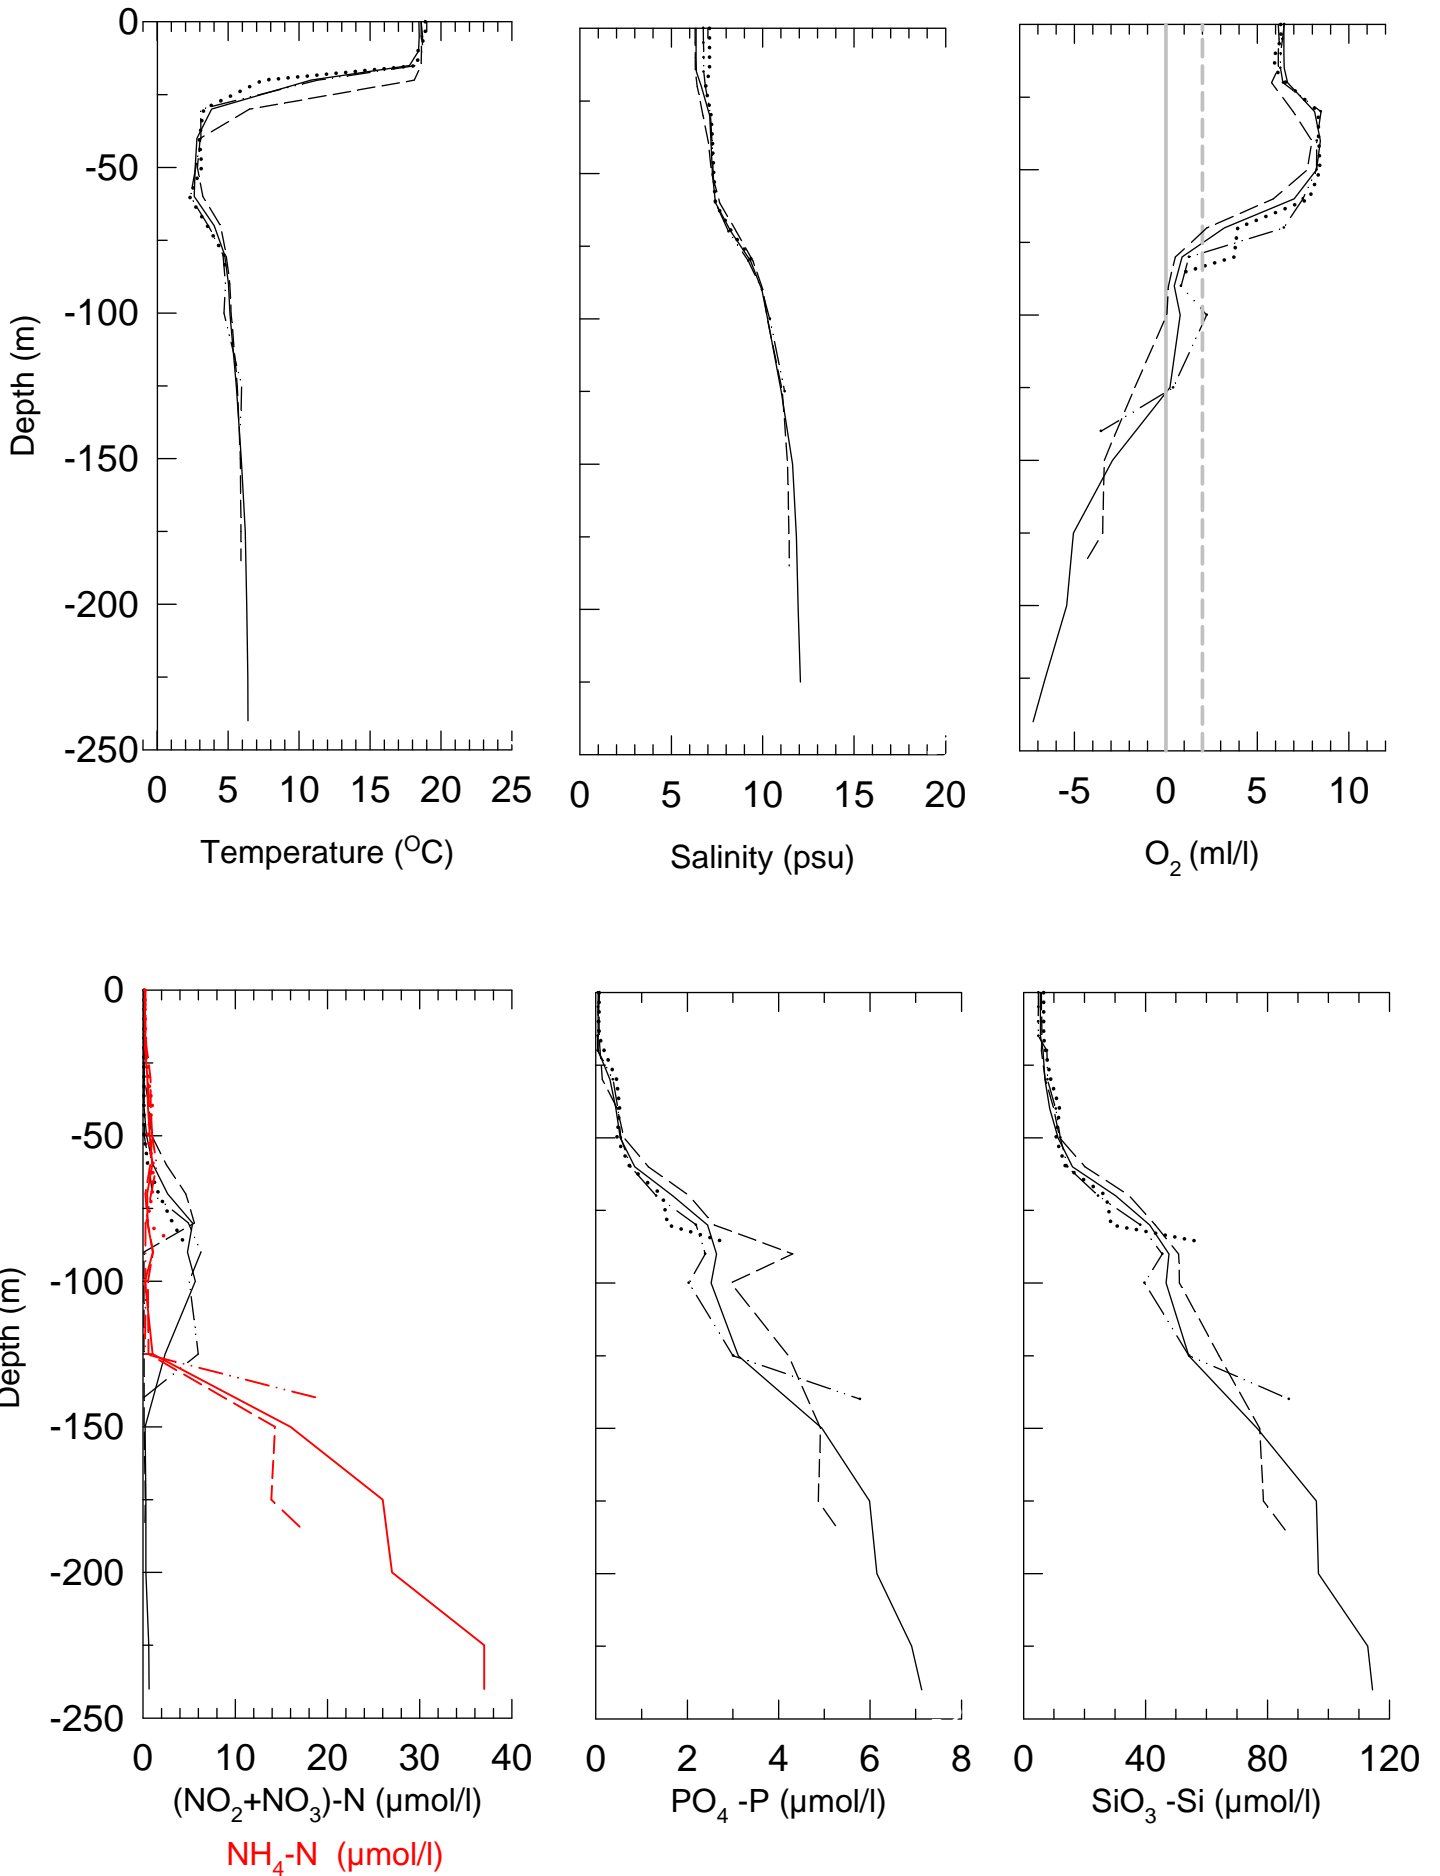 0
-50
-100
-150
-200
-250
Depth (m)
0 5 10 15 20 25
Temperature (OC)
0 5 10 15 20
Salinity (psu)
-5 0 5 10
O2 (ml/l)
0
-50
-100
-150
-200
-250
Depth (m)
0 10 20 30 40
(NO2+NO3)-N (µmol/l)
NH4-N (µmol/l)
0 2 4 6 8
PO4 -P (µmol/l)
0 40 80 120
SiO3 -Si (µmol/l)